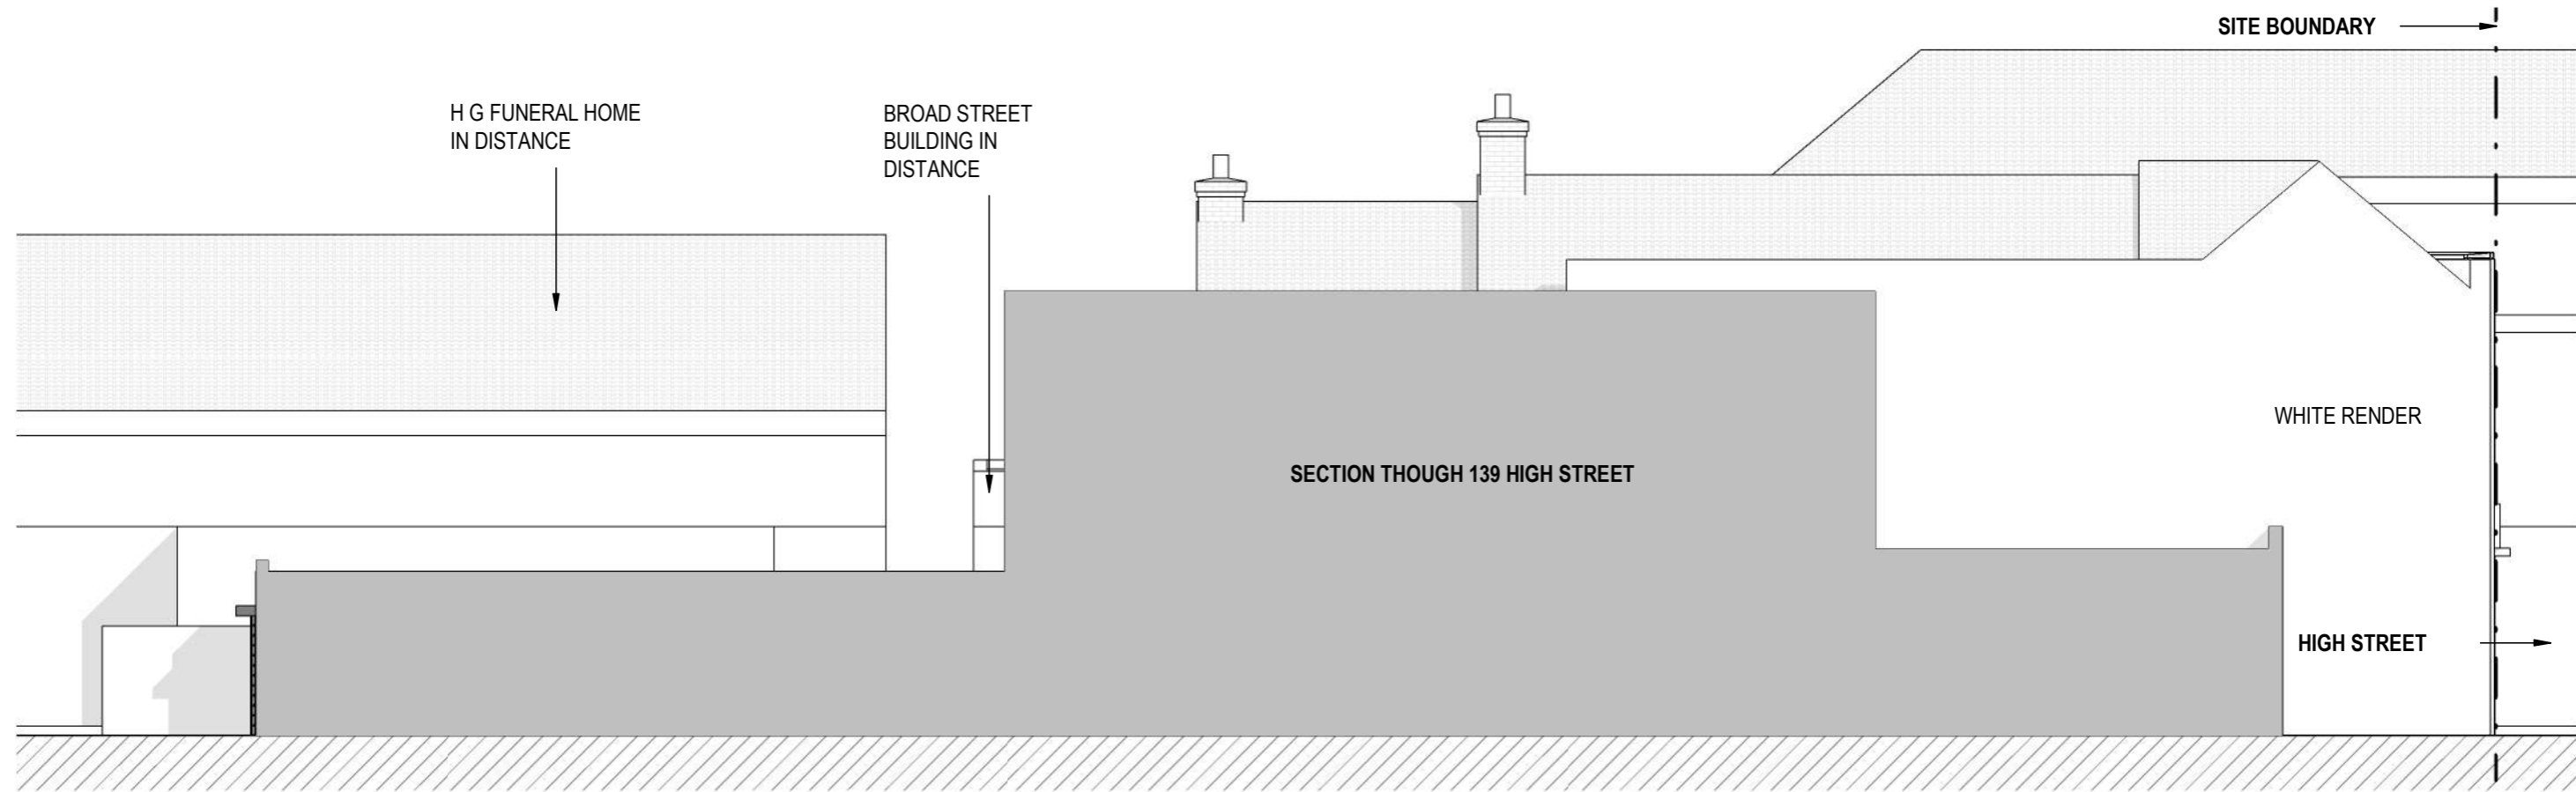 SITE BOUNDARY
H G FUNERAL HOME
IN DISTANCE
BROAD STREET
BUILDING IN
DISTANCE
WHITE RENDER
SECTION THOUGH 139 HIGH STREET
HIGH STREET